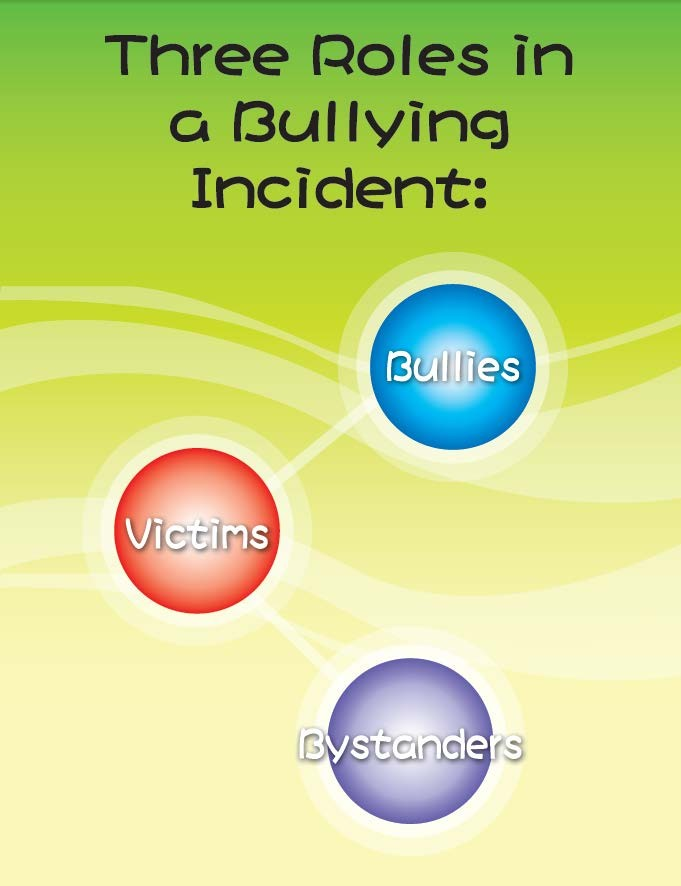 Three Roles in
a Bullying
Incident:
Bullies
Victims
Bystanders